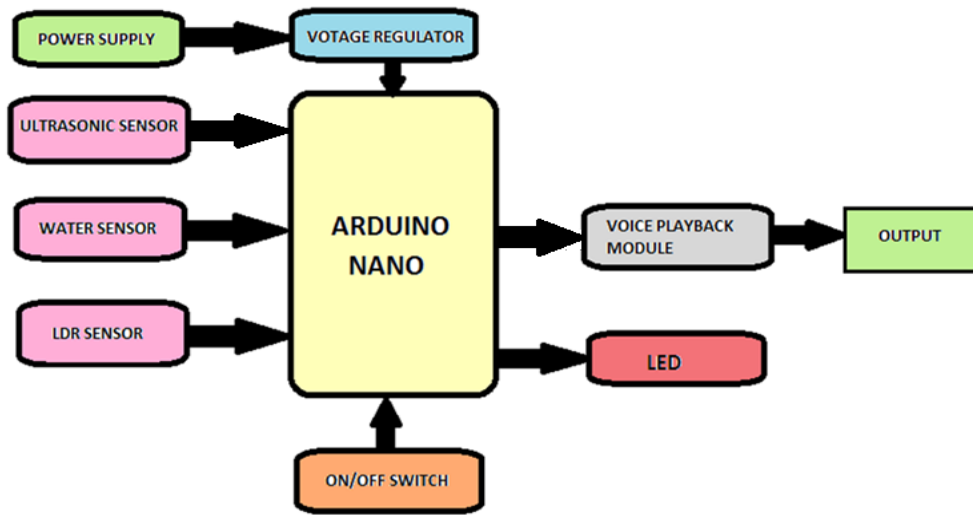 POWER SUPPLY
VOTAGE REGULATOR
ULTRASONIC SENSOR
WATER SENSOR
LDR SENSOR
ARDUINO
NANO
VOICE PLAYBACK
MODULE
OUTPUT
LED
ON/OFF SWITCH